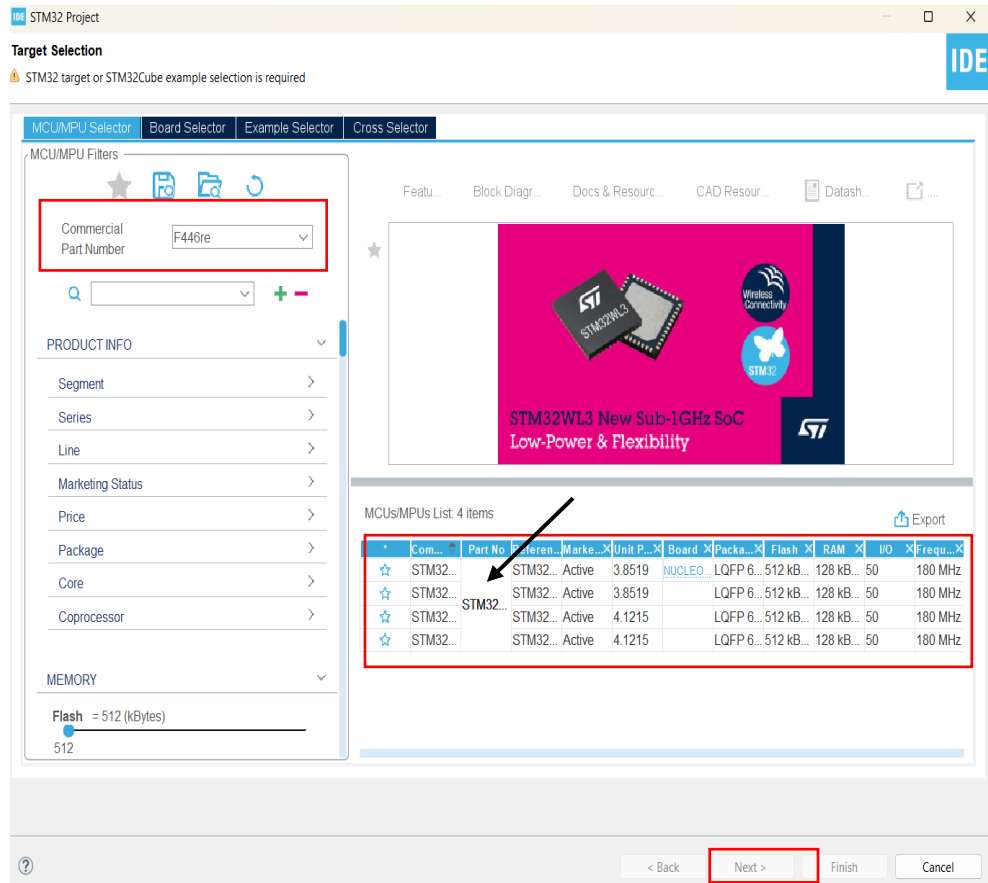 IDE STM32 Project
Target Selection
STM32 target or STM32Cube example selection is required
IDE
MCU/MPU Selector Board Selector Example Selector Cross Selector
MCU/MPU Filters
Featu... Block Diagr... Docs & Resourc... CAD Resour... Datash... ...
Commercial
Part Number
F446re
STM32WL3
Wireless
Connectivity
STM32
STM32WL3 New Sub-1GHz SoC
Low-Power & Flexibility
PRODUCT INFO
Segment
Series
Line
Marketing Status
Price
Package
Core
Coprocessor
MEMORY
Flash = 512 (kBytes)
512
MCUs/MPUs List: 4 items
Export
* Com... Part No Referen... Marke...X Unit P...X Board X Packa...X Flash X RAM X I/O X Frequ...X
STM32... STM32... Active 3.8519 NUCLEO... LQFP 6... 512 kB... 128 kB... 50 180 MHz
STM32... STM32... Active 3.8519 LQFP 6... 512 kB... 128 kB... 50 180 MHz
STM32...
STM32... STM32... Active 4.1215 LQFP 6... 512 kB... 128 kB... 50 180 MHz
STM32... STM32... Active 4.1215 LQFP 6... 512 kB... 128 kB... 50 180 MHz
? < Back Next > Finish Cancel